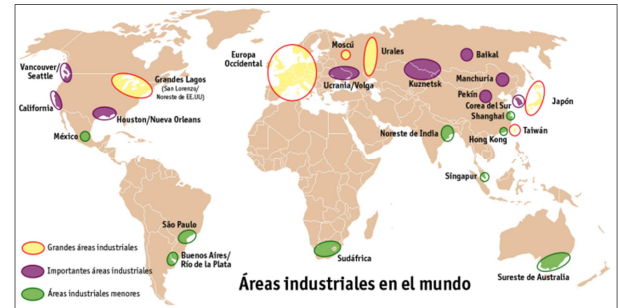 Vancouver/
Seattle
California
México
Grandes Lagos
(San Lorenzo/
Noreste de EE.UU)
Houston/Nueva Orleans
Europa
Occidental
Moscú
Urales
Ucrania/Volga
Kuznetsk
Baikal
Manchuria
Pekín
Corea del Sur
Shanghai
Japón
Noreste de India
Hong Kong
Taiwán
Singapur
São Paulo
Buenos Aires/
Río de la Plata
Sudáfrica
Sureste de Australia
Grandes áreas industriales
Importantes áreas industriales
Áreas industriales menores
Áreas industriales en el mundo